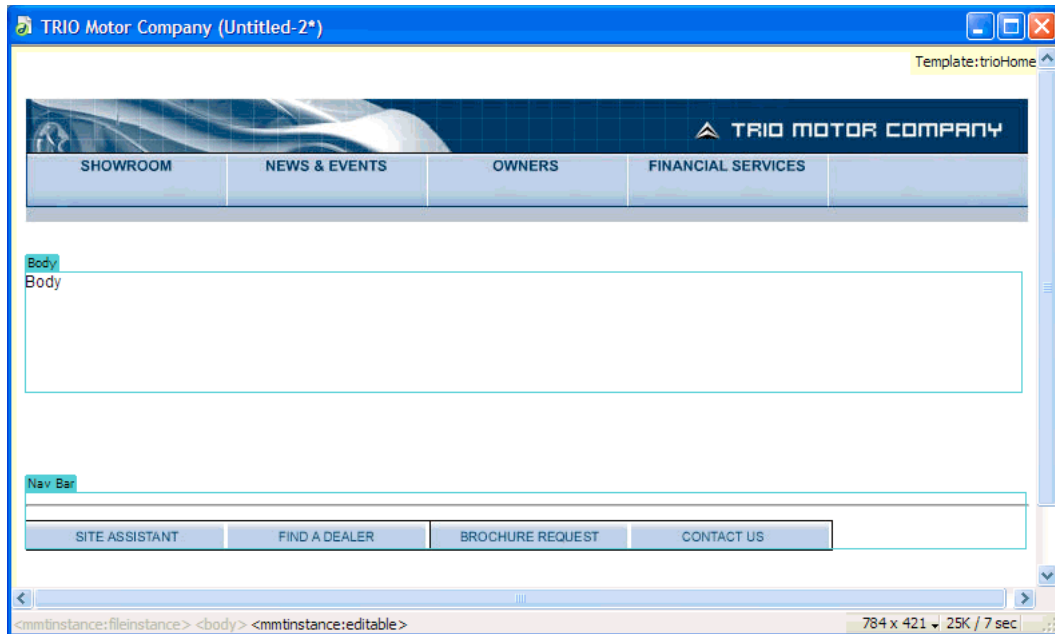 TRIO Motor Company (Untitled-2*)
Template:trioHome
TRIO MOTOR COMPANY
SHOWROOM NEWS & EVENTS OWNERS FINANCIAL SERVICES
Body
Body
Nav Bar
SITE ASSISTANT FIND A DEALER BROCHURE REQUEST CONTACT US
<mmtinstance:fileinstance> <body> <mmtinstance:editable> 784 x 421 25K / 7 sec